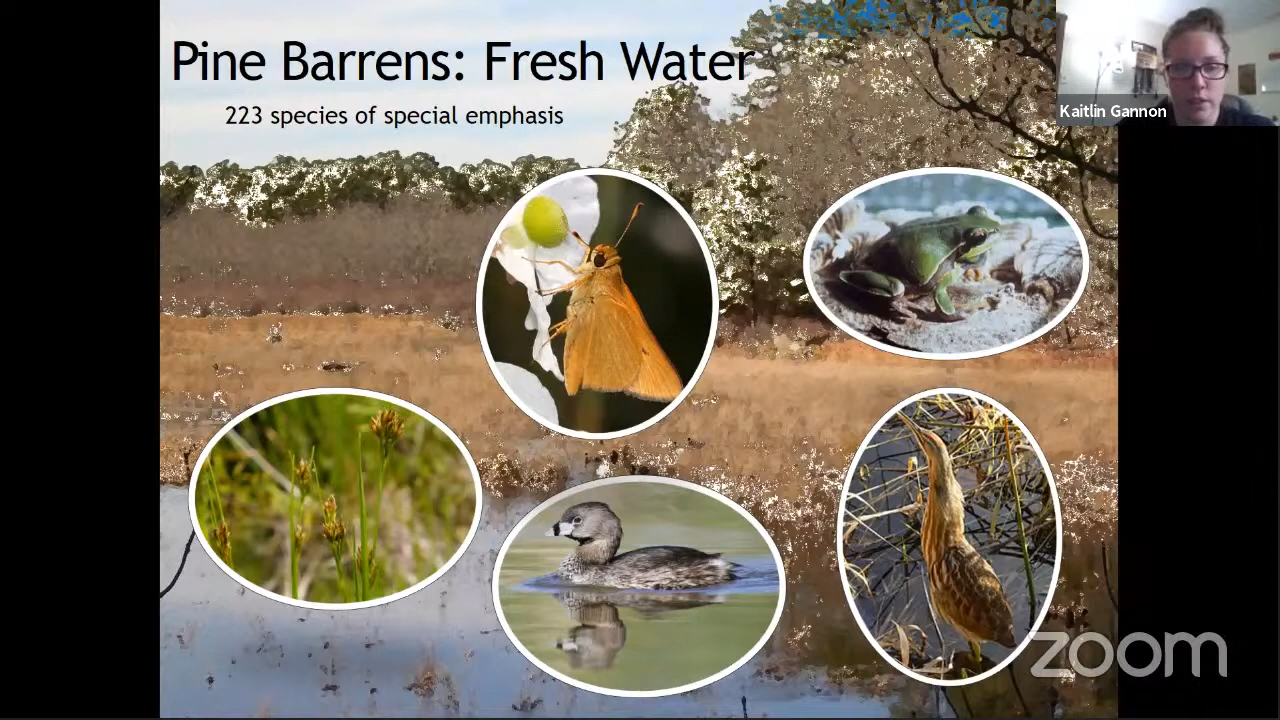 Pine Barrens: Fresh Water
223 species of special emphasis
Kaitlin Gannon
zoom